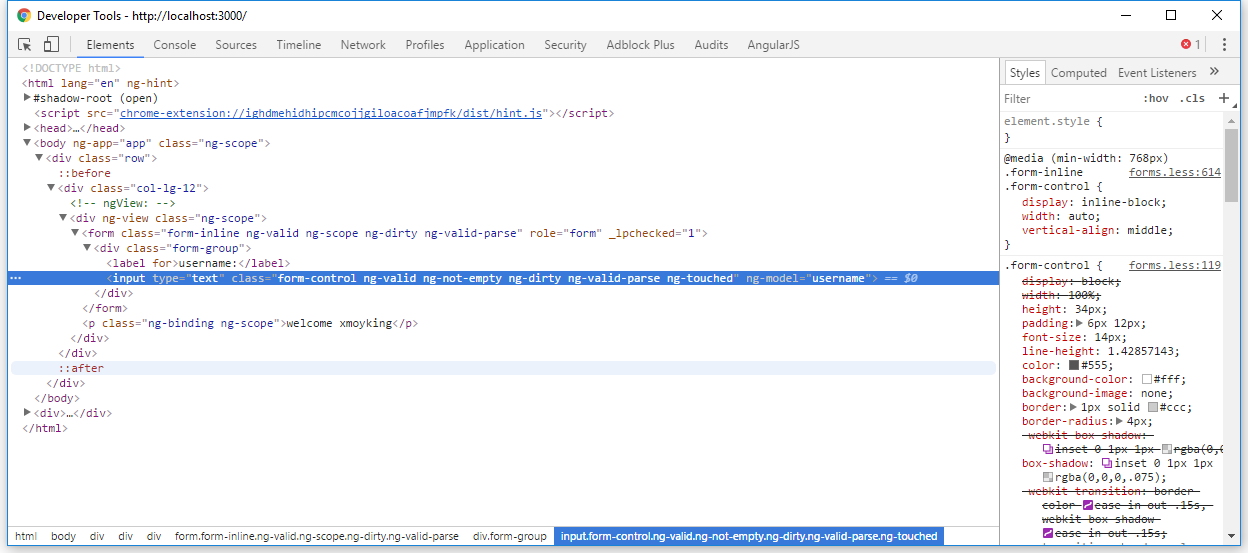 Developer Tools - http://localhost:3000/
Elements Console Sources Timeline Network Profiles Application Security Adblock Plus Audits AngularJS 1
<!DOCTYPE html>
<html lang="en" ng-hint>
#shadow-root (open)
<script src="chrome-extension://ighdmehidhipcmcojjgiloacoafjmpfk/dist/hint.js"></script>
<head>…</head>
<body ng-app="app" class="ng-scope">
<div class="row">
::before
<div class="col-lg-12">
<!-- ngView: -->
<div ng-view class="ng-scope">
<form class="form-inline ng-valid ng-scope ng-dirty ng-valid-parse" role="form" _lpchecked="1">
<div class="form-group">
<label for>username:</label>
… <input type="text" class="form-control ng-valid ng-not-empty ng-dirty ng-valid-parse ng-touched" ng-model="username"> == $0
</div>
</form>
<p class="ng-binding ng-scope">welcome xmoyking</p>
</div>
</div>
::after
</div>
</body>
<div>…</div>
</html>
html body div div div form.form-inline.ng-valid.ng-scope.ng-dirty.ng-valid-parse div.form-group input.form-control.ng-valid.ng-not-empty.ng-dirty.ng-valid-parse.ng-touched
Styles Computed Event Listeners »
Filter :hov .cls +
element.style {
}
@media (min-width: 768px)
.form-inline forms.less:614
.form-control {
display: inline-block;
width: auto;
vertical-align: middle;
}
.form-control { forms.less:119
display: block;
width: 100%;
height: 34px;
padding: 6px 12px;
font-size: 14px;
line-height: 1.42857143;
color: #555;
background-color: #fff;
background-image: none;
border: 1px solid #ccc;
border-radius: 4px;
-webkit-box-shadow:
inset 0 1px 1px rgba(0,0
box-shadow: inset 0 1px 1px
rgba(0,0,0,.075);
-webkit-transition: border-
color ease-in-out .15s,
-webkit-box-shadow
ease-in-out .15s;